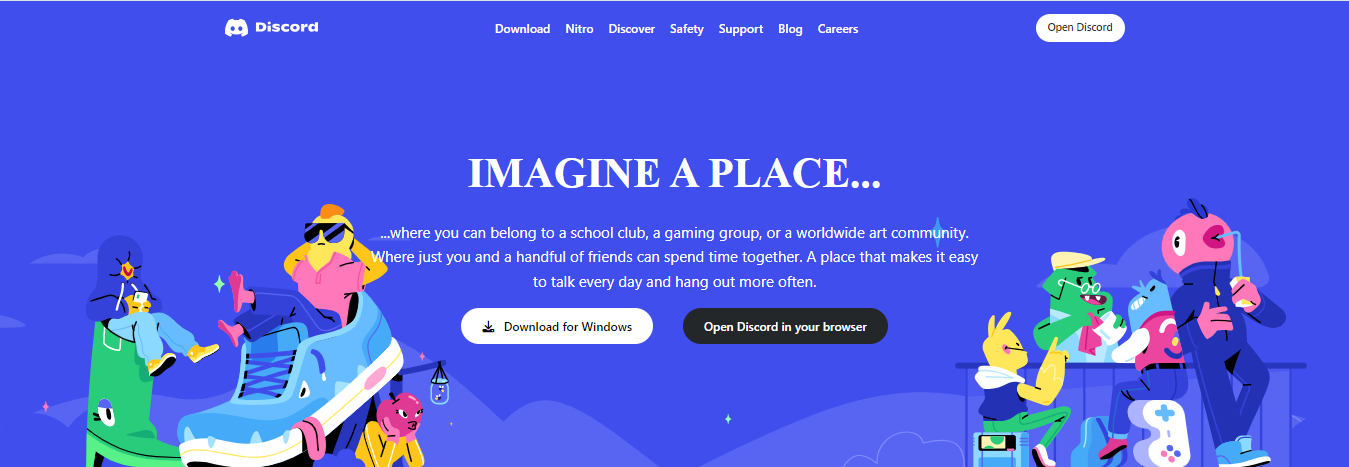 Discord
Download Nitro Discover Safety Support Blog Careers
Open Discord
IMAGINE A PLACE...
...where you can belong to a school club, a gaming group, or a worldwide art community.
Where just you and a handful of friends can spend time together. A place that makes it easy
to talk every day and hang out more often.
Download for Windows
Open Discord in your browser